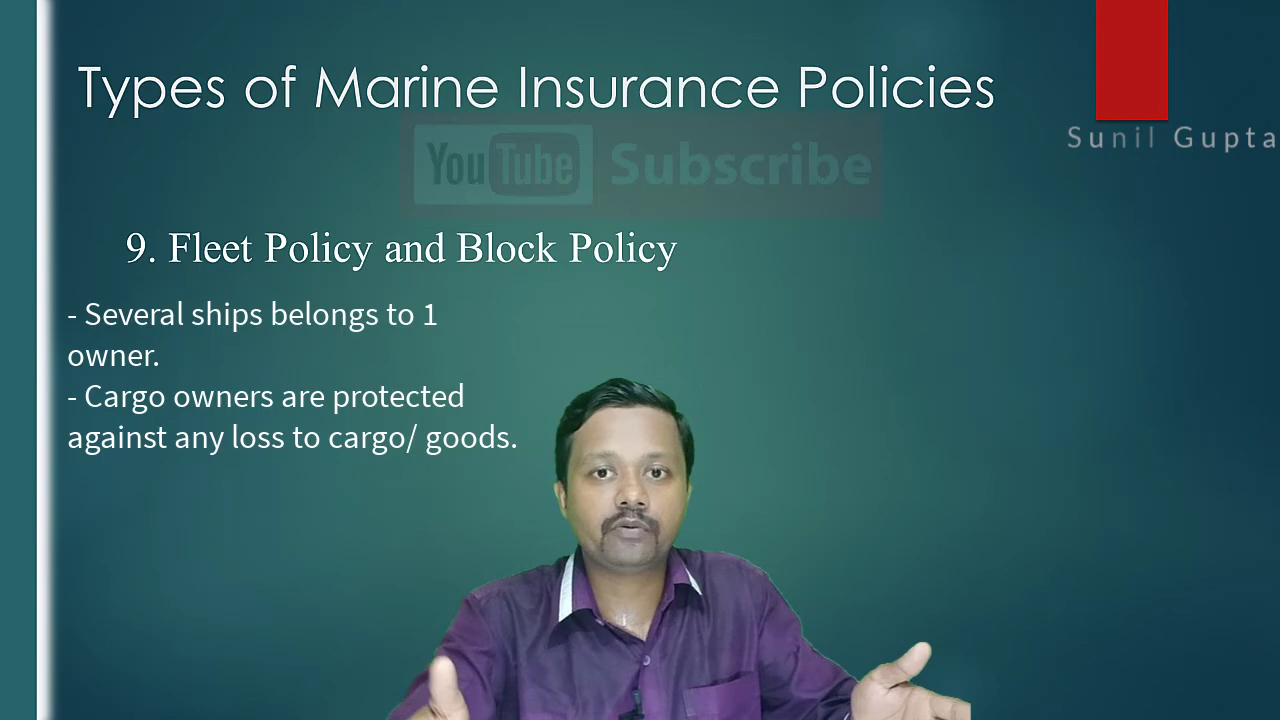 Types of Marine Insurance Policies
Sunil Gupta
YouTube Subscribe
9. Fleet Policy and Block Policy
- Several ships belongs to 1
owner.
- Cargo owners are protected
against any loss to cargo/ goods.